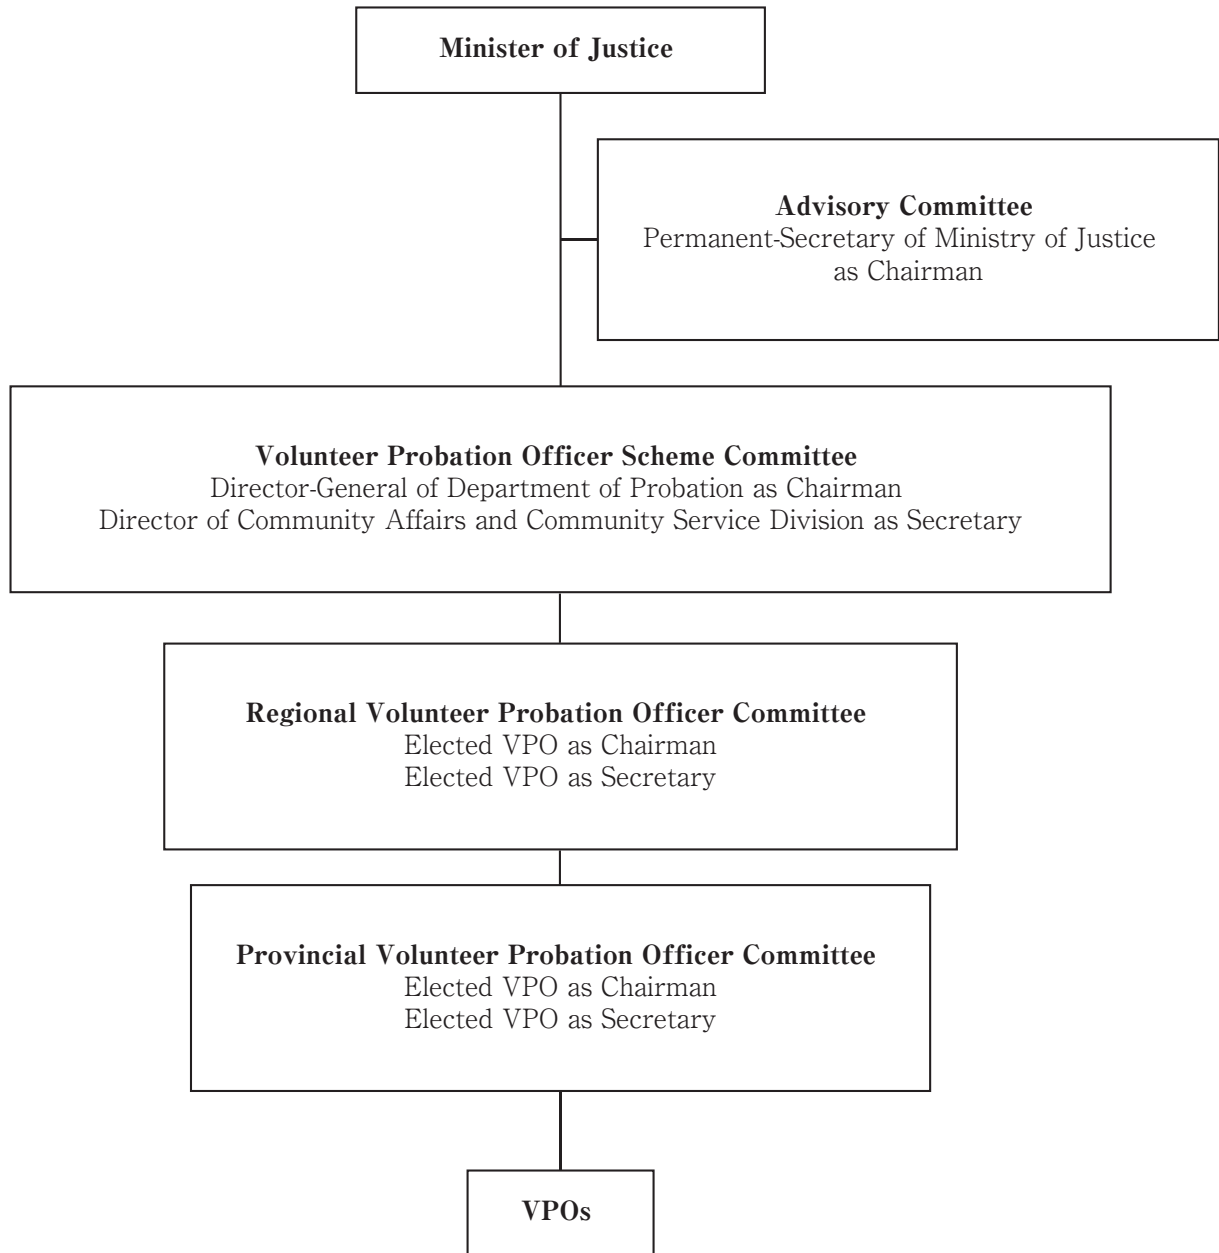 Minister of Justice
Advisory Committee
Permanent-Secretary of Ministry of Justice
as Chairman
Volunteer Probation Officer Scheme Committee
Director-General of Department of Probation as Chairman
Director of Community Affairs and Community Service Division as Secretary
Regional Volunteer Probation Officer Committee
Elected VPO as Chairman
Elected VPO as Secretary
Provincial Volunteer Probation Officer Committee
Elected VPO as Chairman
Elected VPO as Secretary
VPOs